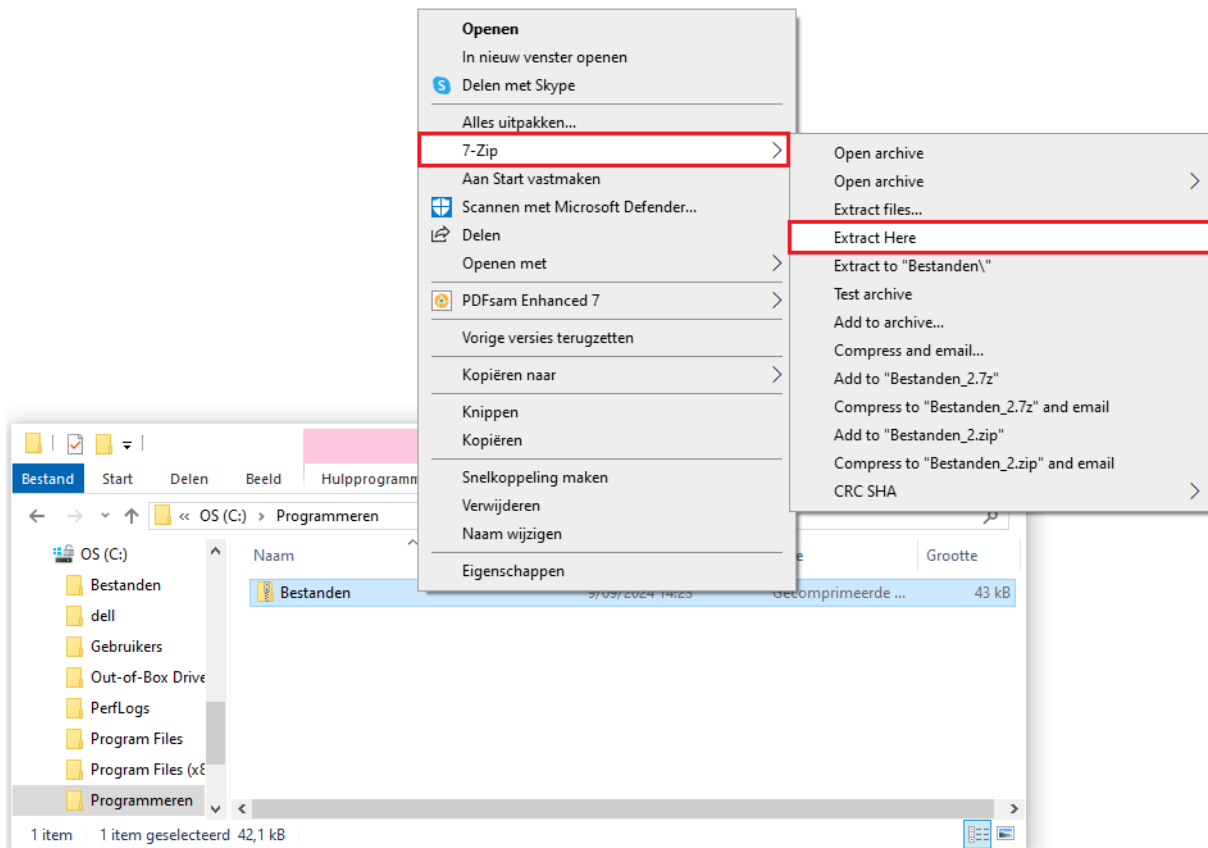 Openen
In nieuw venster openen
Delen met Skype
Alles uitpakken...
7-Zip
Aan Start vastmaken
Scannen met Microsoft Defender...
Delen
Openen met
PDFsam Enhanced 7
Vorige versies terugzetten
Kopiëren naar
Knippen
Kopiëren
Snelkoppeling maken
Verwijderen
Naam wijzigen
Eigenschappen
Open archive
Open archive
Extract files...
Extract Here
Extract to "Bestanden\"
Test archive
Add to archive...
Compress and email...
Add to "Bestanden_2.7z"
Compress to "Bestanden_2.7z" and email
Add to "Bestanden_2.zip"
Compress to "Bestanden_2.zip" and email
CRC SHA
Bestand Start Delen Beeld Hulpprogramm
« OS (C:) › Programmeren
OS (C:)
Bestanden
dell
Gebruikers
Out-of-Box Drive
PerfLogs
Program Files
Program Files (x8
Programmeren
Naam e Grootte
Bestanden 9/09/2024 14:25 Gecomprimeerde ... 43 kB
1 item 1 item geselecteerd 42,1 kB